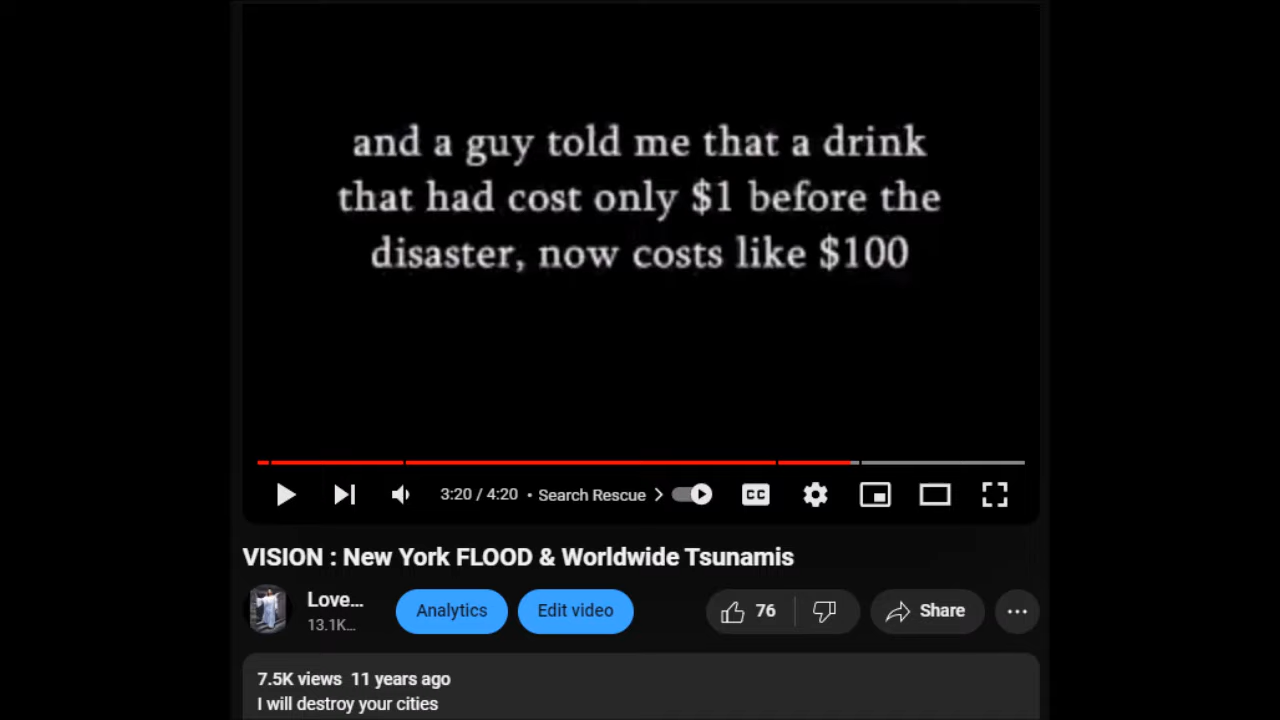 and a guy told me that a drink
that had cost only $1 before the
disaster, now costs like $100
3:20 / 4:20 • Search Rescue
CC
VISION : New York FLOOD & Worldwide Tsunamis
Love...
13.1K...
Analytics
Edit video
76
Share
7.5K views 11 years ago
I will destroy your cities